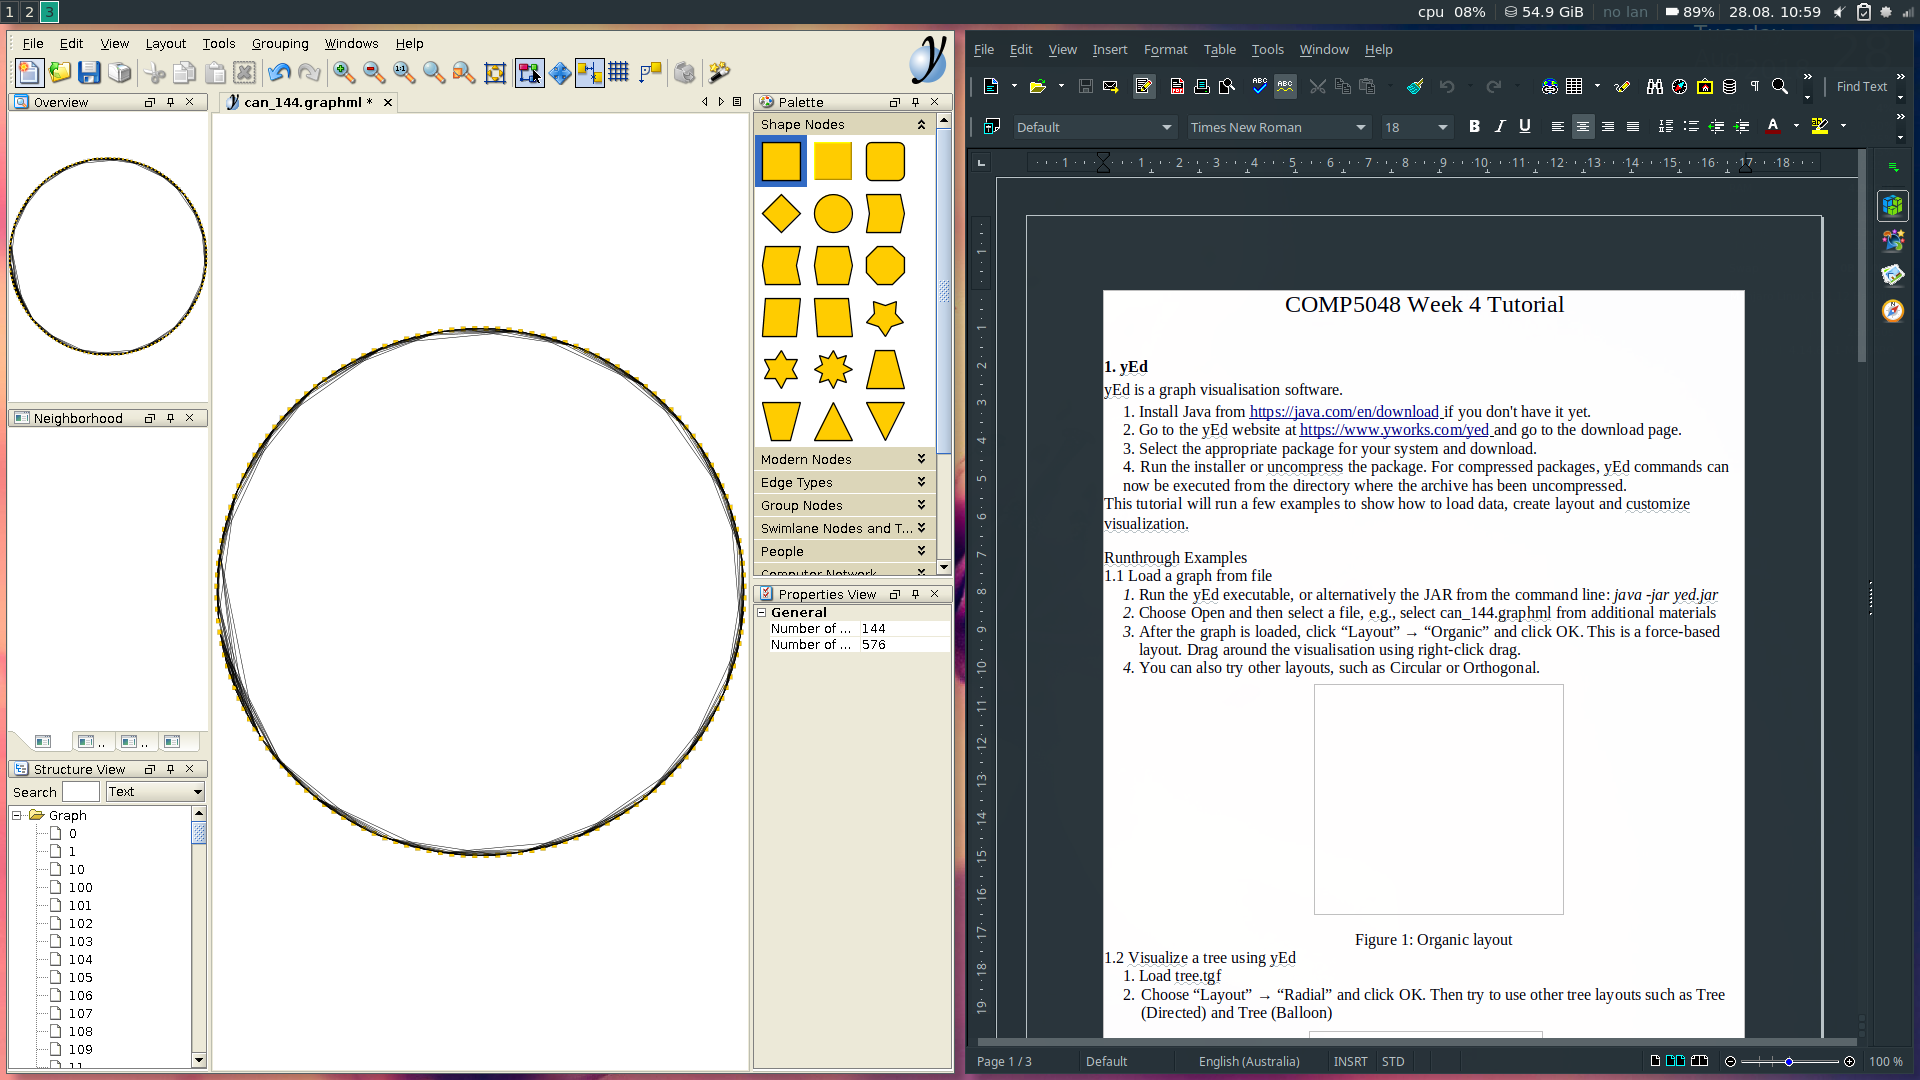 1 2 3
cpu 08% 54.9 GiB no lan 89% 28.08. 10:59
File Edit View Layout Tools Grouping Windows Help
Overview
can_144.graphml *
Palette
Shape Nodes
Modern Nodes
Edge Types
Group Nodes
Swimlane Nodes and T...
People
Computer Network
Neighborhood
Structure View
Search Text
Graph
0
1
10
100
101
102
103
104
105
106
107
108
109
11
Properties View
General
Number of ... 144
Number of ... 576
File Edit View Insert Format Table Tools Window Help
Find Text
Default Times New Roman 18
COMP5048 Week 4 Tutorial
1. yEd
yEd is a graph visualisation software.
1. Install Java from https://java.com/en/download if you don't have it yet.
2. Go to the yEd website at https://www.yworks.com/yed and go to the download page.
3. Select the appropriate package for your system and download.
4. Run the installer or uncompress the package. For compressed packages, yEd commands can
now be executed from the directory where the archive has been uncompressed.
This tutorial will run a few examples to show how to load data, create layout and customize
visualization.
Runthrough Examples
1.1 Load a graph from file
1. Run the yEd executable, or alternatively the JAR from the command line: java -jar yed.jar
2. Choose Open and then select a file, e.g., select can_144.graphml from additional materials
3. After the graph is loaded, click “Layout” → “Organic” and click OK. This is a force-based
layout. Drag around the visualisation using right-click drag.
4. You can also try other layouts, such as Circular or Orthogonal.
Figure 1: Organic layout
1.2 Visualize a tree using yEd
1. Load tree.tgf
2. Choose “Layout” → “Radial” and click OK. Then try to use other tree layouts such as Tree
(Directed) and Tree (Balloon)
Page 1 / 3 Default English (Australia) INSRT STD 100 %